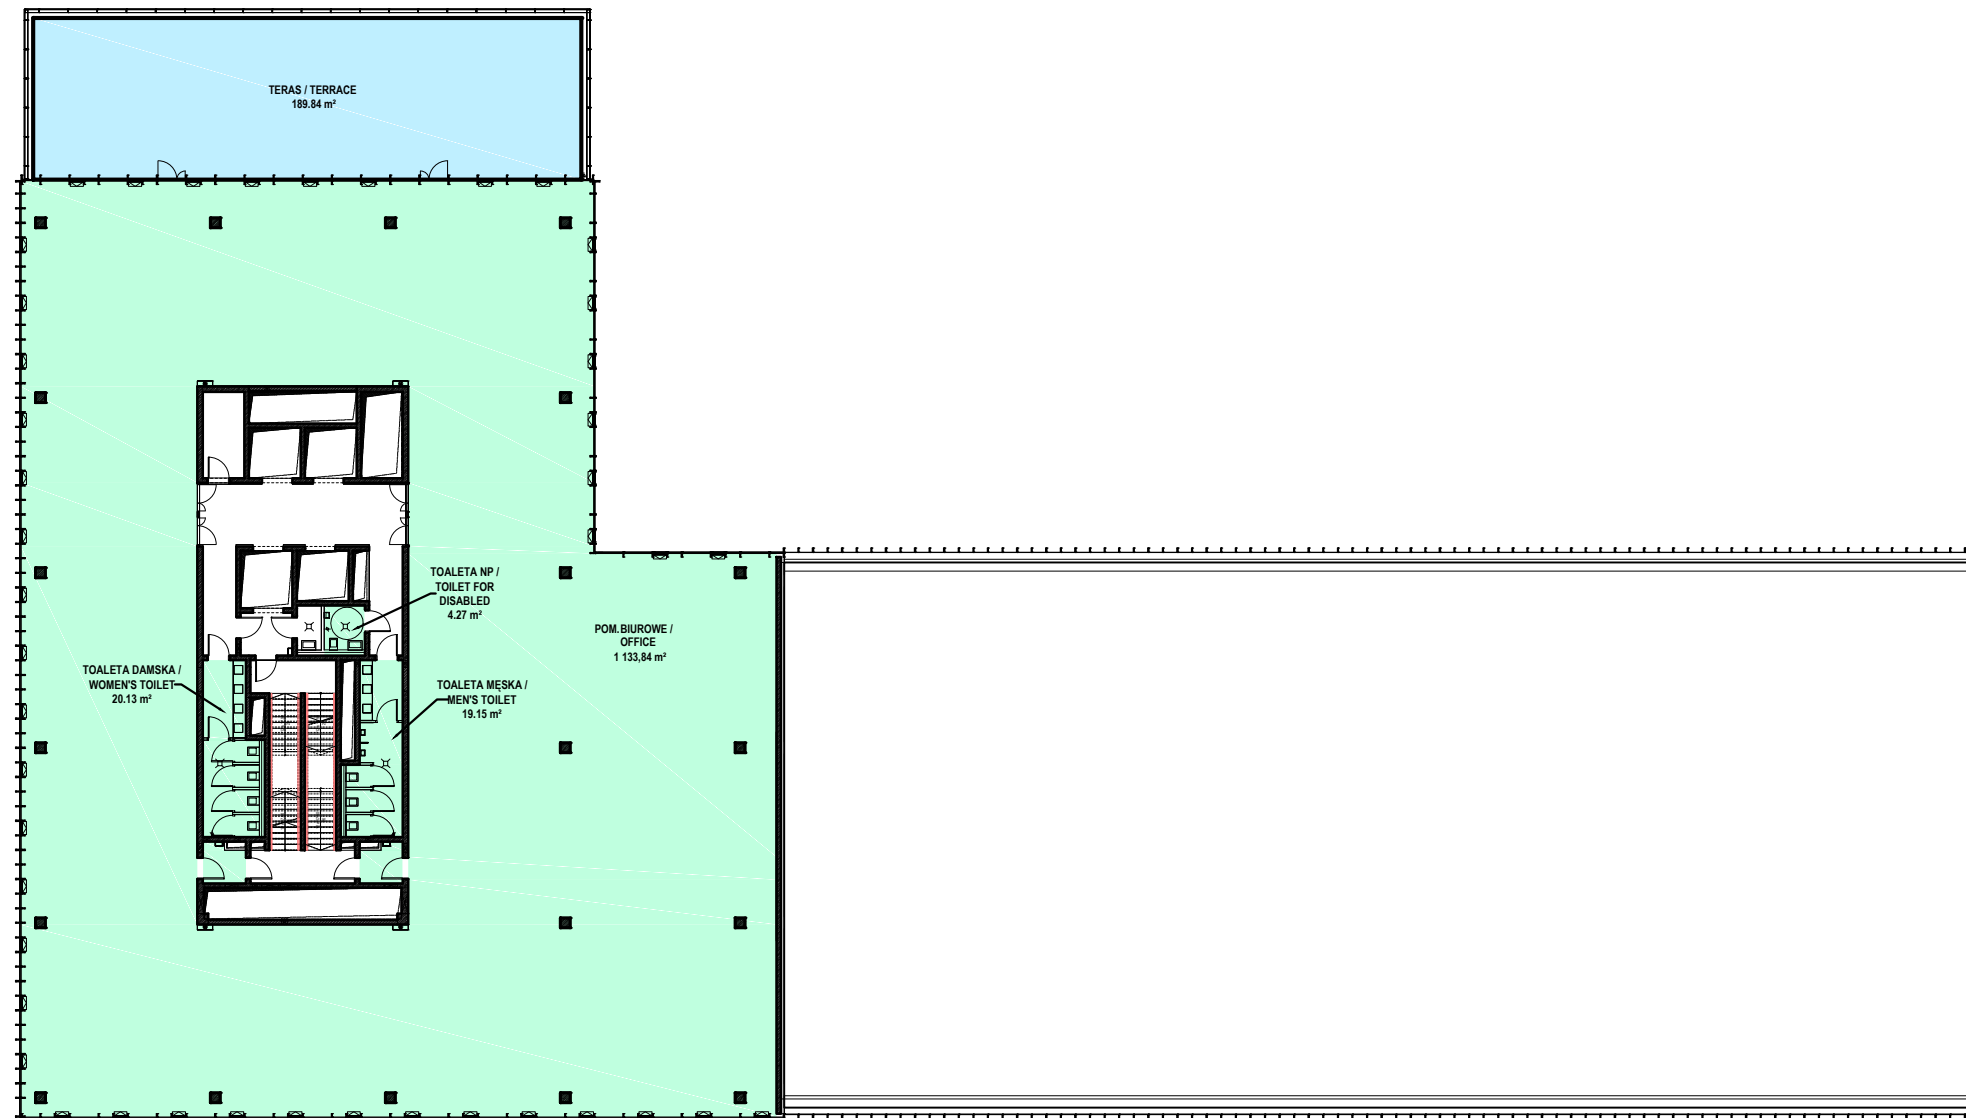 TERAS / TERRACE
189.84 m²
TOALETA NP /
TOILET FOR
DISABLED
4.27 m²
POM.BIUROWE /
OFFICE
1 133,84 m²
TOALETA DAMSKA /
WOMEN'S TOILET
20.13 m²
TOALETA MĘSKA /
MEN'S TOILET
19.15 m²